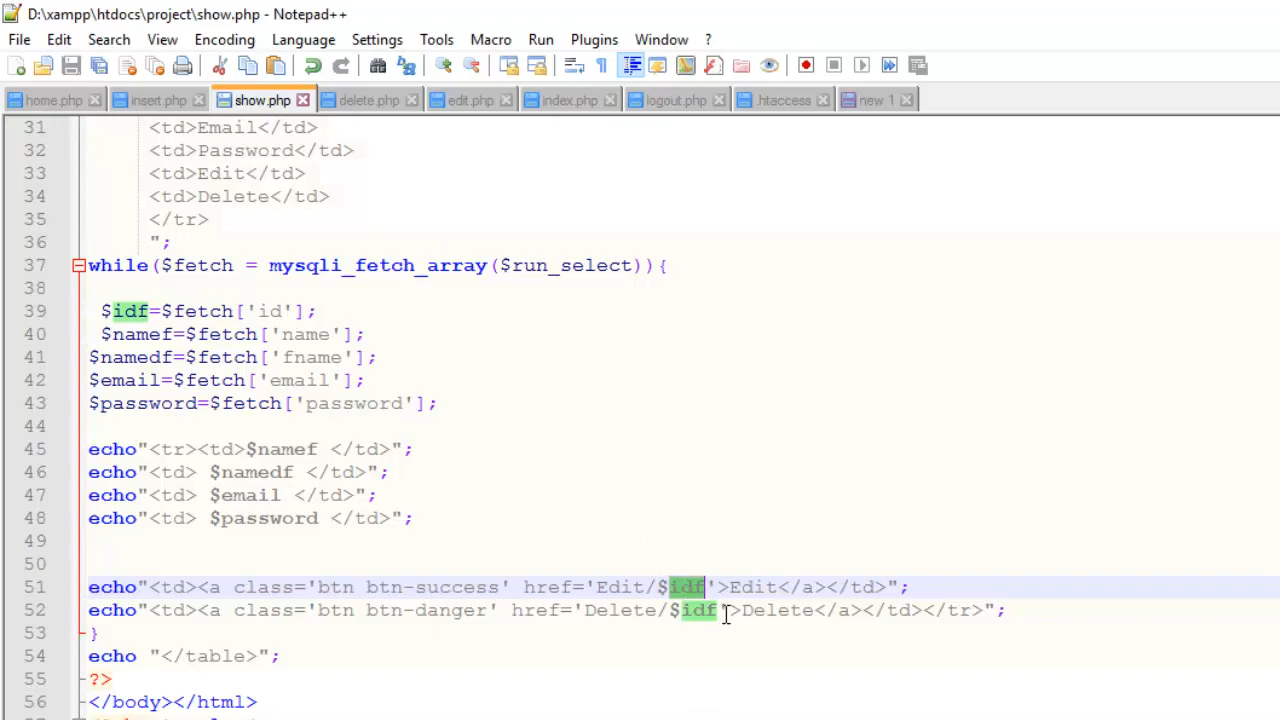 D:\xampp\htdocs\project\show.php - Notepad++
File Edit Search View Encoding Language Settings Tools Macro Run Plugins Window ?
home.php insert.php show.php delete.php edit.php index.php logout.php .htaccess new 1
31 <td>Email</td>
32 <td>Password</td>
33 <td>Edit</td>
34 <td>Delete</td>
35 </tr>
36 ";
37 while($fetch = mysqli_fetch_array($run_select)){
38
39 $idf=$fetch['id'];
40 $namef=$fetch['name'];
41 $namedf=$fetch['fname'];
42 $email=$fetch['email'];
43 $password=$fetch['password'];
44
45 echo"<tr><td>$namef </td>";
46 echo"<td> $namedf </td>";
47 echo"<td> $email </td>";
48 echo"<td> $password </td>";
49
50
51 echo"<td><a class='btn btn-success' href='Edit/$idf'>Edit</a></td>";
52 echo"<td><a class='btn btn-danger' href='Delete/$idf'>Delete</a></td></tr>";
53 }
54 echo "</table>";
55 ?>
56 </body></html>